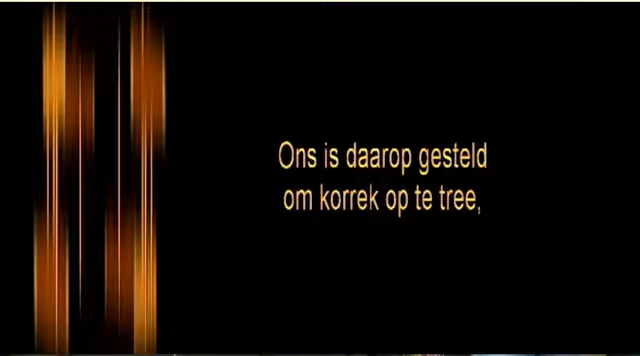 Ons is daarop gesteld
om korrek op te tree,